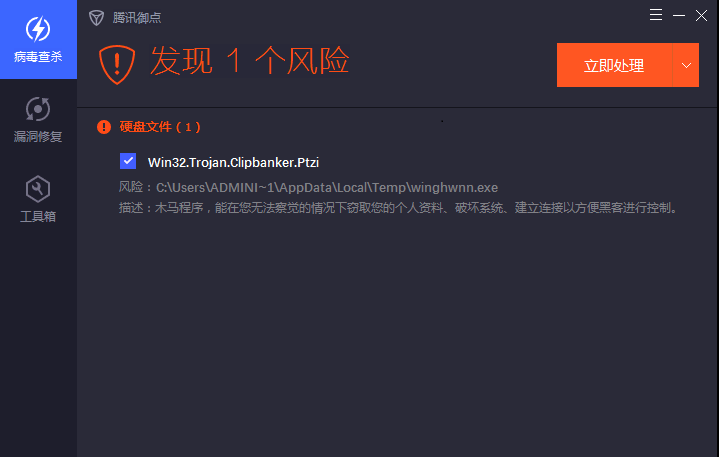 腾讯御点
病毒查杀
漏洞修复
工具箱
发现 1 个风险
立即处理
硬盘文件（1）
Win32.Trojan.Clipbanker.Ptzi
风险：C:\Users\ADMINI~1\AppData\Local\Temp\winghwnn.exe
描述：木马程序，能在您无法察觉的情况下窃取您的个人资料、破坏系统、建立连接以方便黑客进行控制。